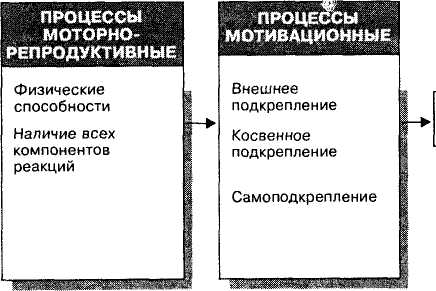 ПРОЦЕССЫ
МОТОРНО-
РЕПРОДУКТИВНЫЕ
Физические
способности
Наличие всех
компонентов
реакций
ПРОЦЕССЫ
МОТИВАЦИОННЫЕ
Внешнее
подкрепление
Косвенное
подкрепление
Самоподкрепление